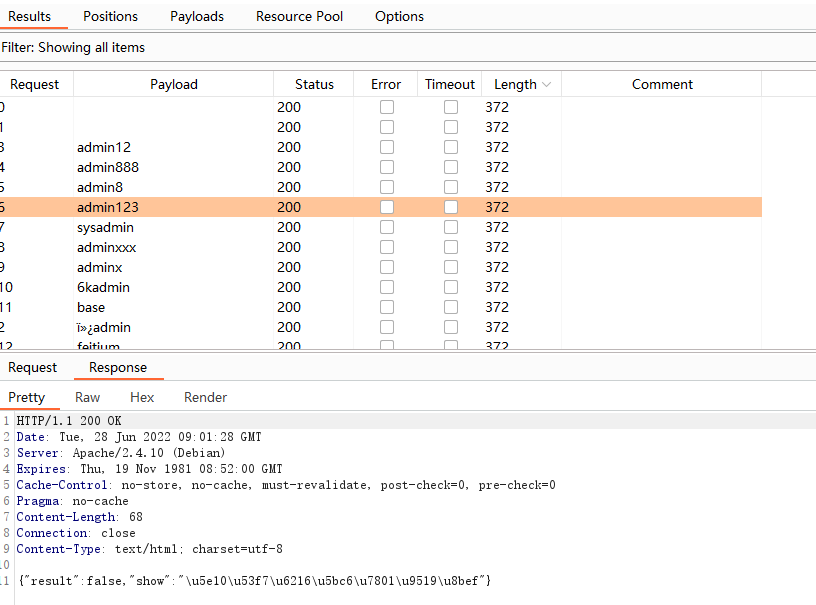 Results Positions Payloads Resource Pool Options
Filter: Showing all items
Request Payload Status Error Timeout Length Comment
0 200 372
1 200 372
3 admin12 200 372
4 admin888 200 372
5 admin8 200 372
6 admin123 200 372
7 sysadmin 200 372
8 adminxxx 200 372
9 adminx 200 372
10 6kadmin 200 372
11 base 200 372
2 ï»¿admin 200 372
12 feitium 200 372
Request Response
Pretty Raw Hex Render
1 HTTP/1.1 200 OK
2 Date: Tue, 28 Jun 2022 09:01:28 GMT
3 Server: Apache/2.4.10 (Debian)
4 Expires: Thu, 19 Nov 1981 08:52:00 GMT
5 Cache-Control: no-store, no-cache, must-revalidate, post-check=0, pre-check=0
6 Pragma: no-cache
7 Content-Length: 68
8 Connection: close
9 Content-Type: text/html; charset=utf-8
10
11 {"result":false,"show":"\u5e10\u53f7\u6216\u5bc6\u7801\u9519\u8bef"}